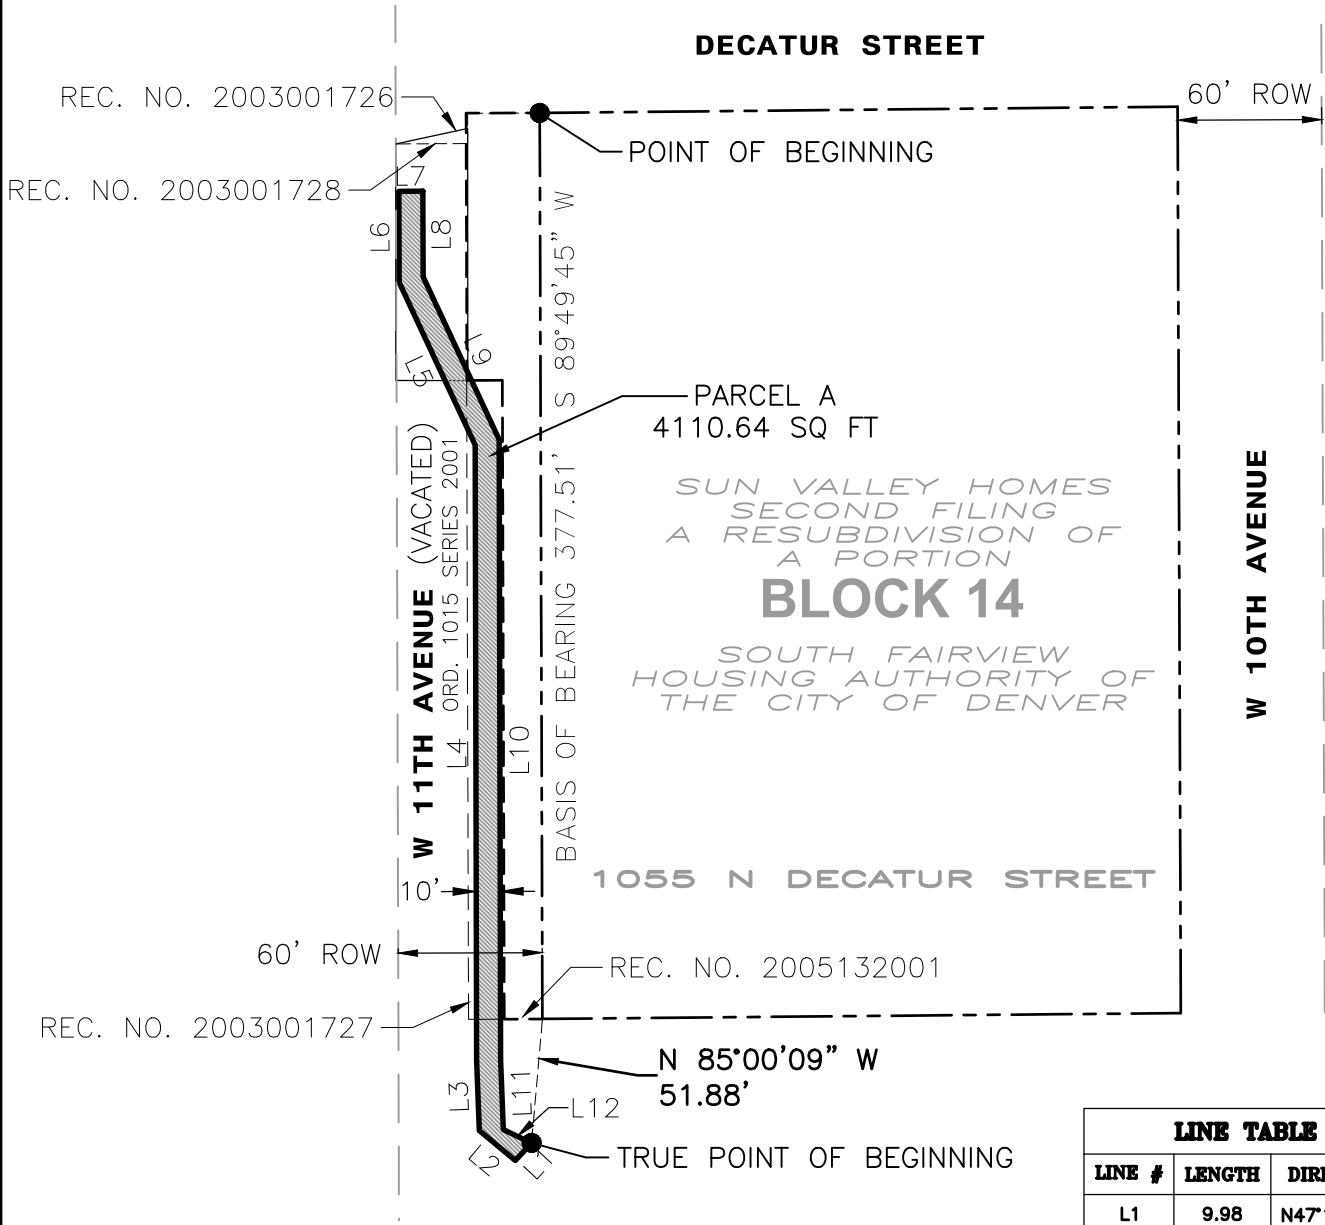 DECATUR STREET
REC. NO. 2003001726
60' ROW
POINT OF BEGINNING
REC. NO. 2003001728
L7
L6
L8
S 89°49'45" W
BASIS OF BEARING 377.51'
L9
L5
PARCEL A
4110.64 SQ FT
W 11TH AVENUE (VACATED)
ORD. 1015 SERIES 2001
SUN VALLEY HOMES
SECOND FILING
A RESUBDIVISION OF
A PORTION
BLOCK 14
SOUTH FAIRVIEW
HOUSING AUTHORITY OF
THE CITY OF DENVER
W 10TH AVENUE
L4
L10
1055 N DECATUR STREET
10'
60' ROW
REC. NO. 2005132001
REC. NO. 2003001727
N 85°00'09" W
51.88'
L3
L11
L12
TRUE POINT OF BEGINNING
L2
L1
LINE TABLE
LINE # LENGTH
L1 9.98